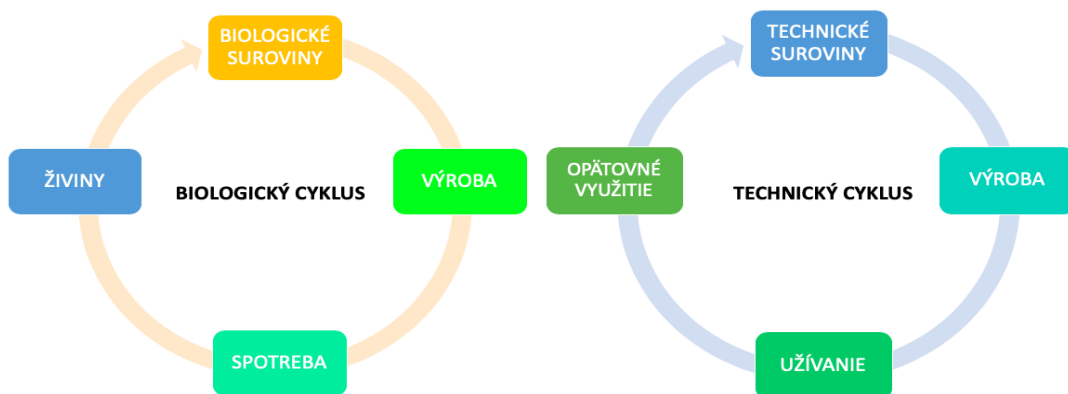 BIOLOGICKÉ
SUROVINY
ŽIVINY
BIOLOGICKÝ CYKLUS
VÝROBA
SPOTREBA
TECHNICKÉ
SUROVINY
OPÄTOVNÉ
VYUŽITIE
TECHNICKÝ CYKLUS
VÝROBA
UŽÍVANIE